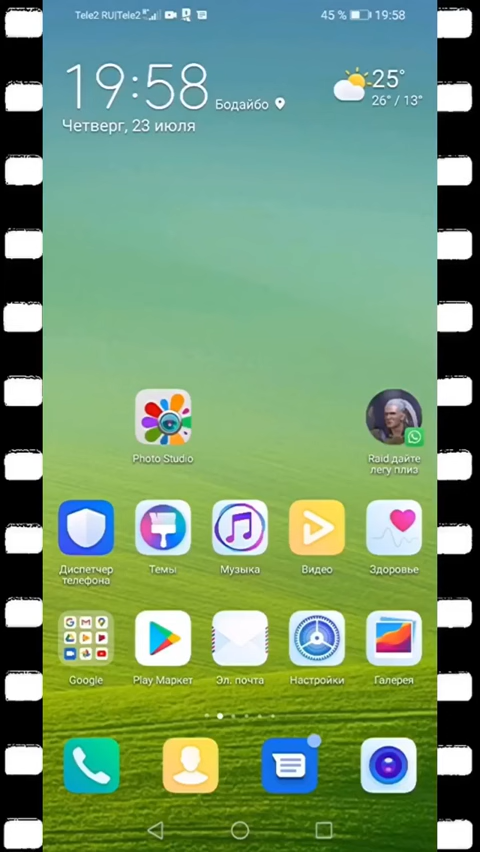 Tele2 RU|Tele2
45 %
19:58
19:58
Бодайбо
Четверг, 23 июля
25°
26° / 13°
Photo Studio
Raid дайте
легу плиз
Диспетчер
телефона
Темы
Музыка
Видео
Здоровье
Google
Play Маркет
Эл. почта
Настройки
Галерея